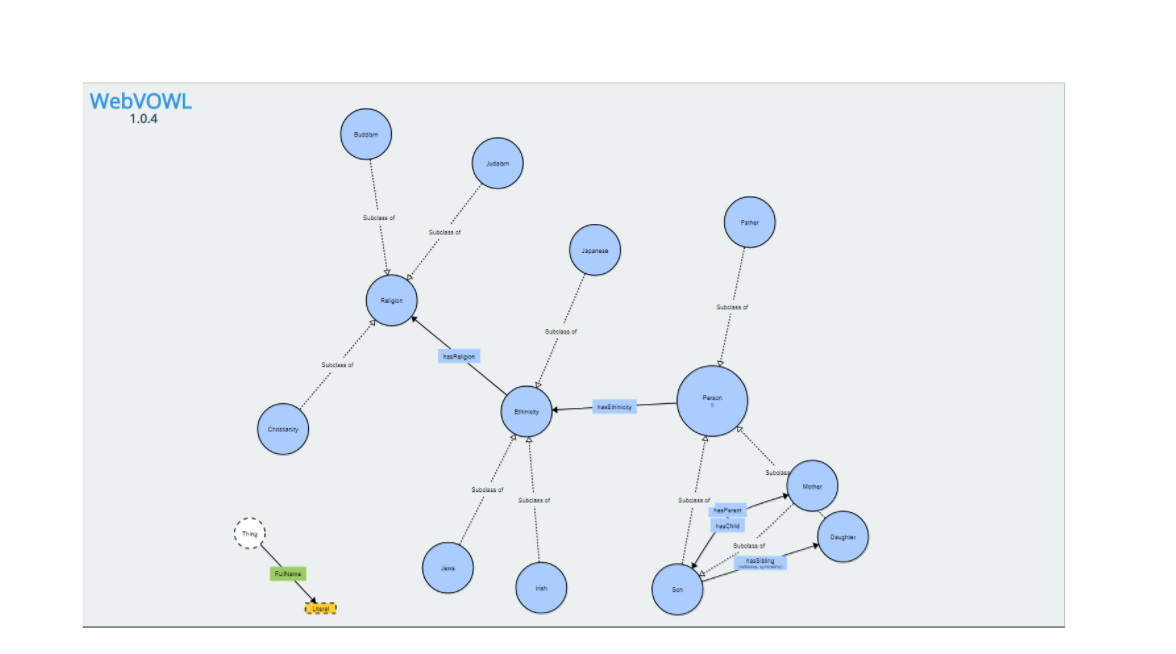 WebVOWL
1.0.4
Buddism
Judaism
Father
Subclass of
Subclass of
Japanese
Religion
Subclass of
Subclass of
hasReligion
Subclass of
Person
Ethnicity
hasEthnicity
Christianity
Subclass
Mother
Subclass of
Subclass of
Subclass of
hasParent
hasChild
Thing
Daughter
Subclass of
hasSibling
FullName
Jews
Irish
Son
Literal